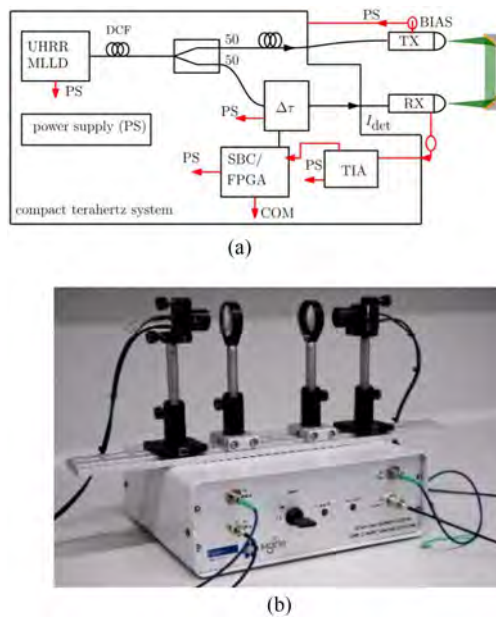 PS
BIAS
DCF
TX
UHRR
MLLD
50
50
PS
RX
PS
Δτ
I_det
power supply (PS)
PS
SBC/
FPGA
PS
TIA
COM
compact terahertz system
(a)
(b)